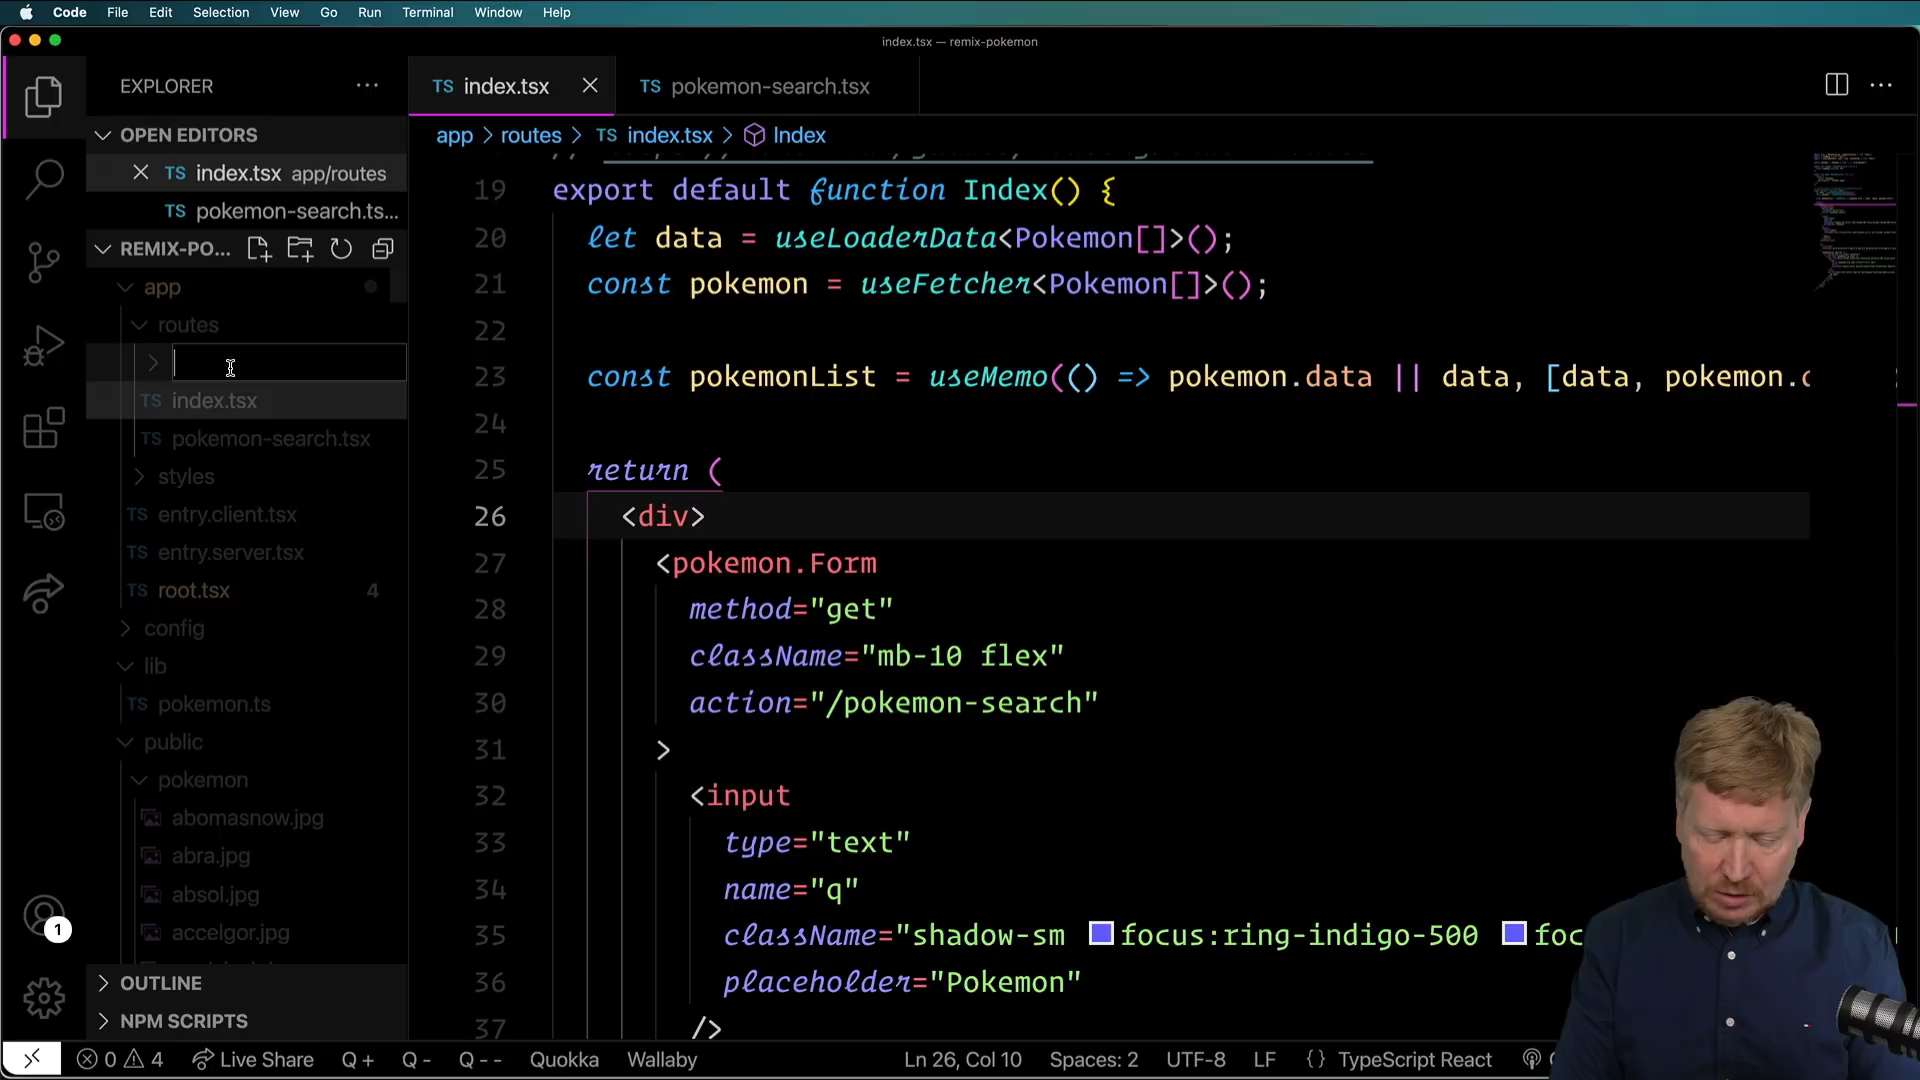 Code File Edit Selection View Go Run Terminal Window Help
index.tsx — remix-pokemon
EXPLORER
TS index.tsx
TS pokemon-search.tsx
OPEN EDITORS
app > routes > TS index.tsx > Index
TS index.tsx app/routes
TS pokemon-search.ts...
REMIX-PO...
app
routes
TS index.tsx
TS pokemon-search.tsx
styles
TS entry.client.tsx
TS entry.server.tsx
TS root.tsx 4
config
lib
TS pokemon.ts
public
pokemon
abomasnow.jpg
abra.jpg
absol.jpg
accelgor.jpg
OUTLINE
NPM SCRIPTS
19 export default function Index() {
20 let data = useLoaderData<Pokemon[]>();
21 const pokemon = useFetcher<Pokemon[]>();
22
23 const pokemonList = useMemo(() => pokemon.data || data, [data, pokemon.
24
25 return (
26 <div>
27 <pokemon.Form
28 method="get"
29 className="mb-10 flex"
30 action="/pokemon-search"
31 >
32 <input
33 type="text"
34 name="q"
35 className="shadow-sm focus:ring-indigo-500 foc
36 placeholder="Pokemon"
37 />
1
0 4 Live Share Q + Q - Q -- Quokka Wallaby Ln 26, Col 10 Spaces: 2 UTF-8 LF {} TypeScript React